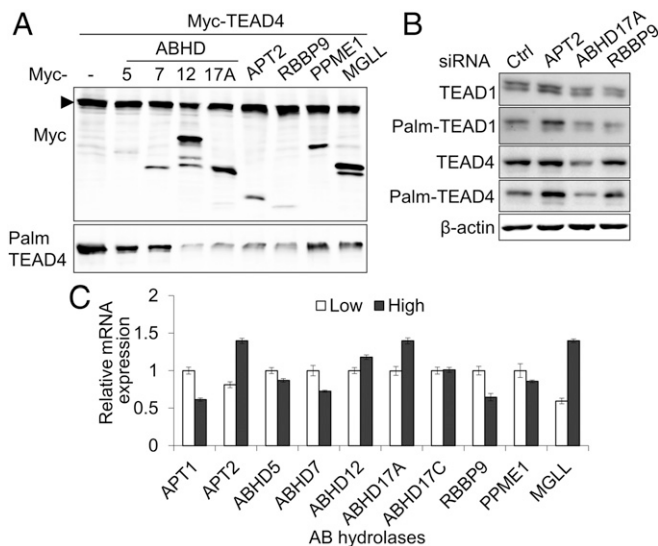 A
Myc-TEAD4
ABHD
Myc- - 5 7 12 17A APT2 RBBP9 PPME1 MGLL
Myc
Palm
TEAD4
B
siRNA Ctrl APT2 ABHD17A RBBP9
TEAD1
Palm-TEAD1
TEAD4
Palm-TEAD4
β-actin
C
Relative mRNA
expression
2
1.5
1
0.5
0
Low High
APT1 APT2 ABHD5 ABHD7 ABHD12 ABHD17A ABHD17C RBBP9 PPME1 MGLL
AB hydrolases